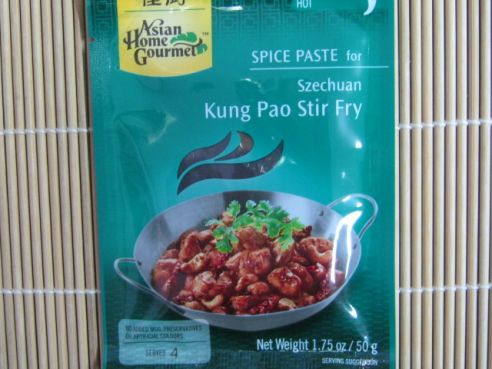 HOT
Asian
Home
Gourmet
TM
SPICE PASTE for
Szechuan
Kung Pao Stir Fry
NO ADDED MSG, PRESERVATIVES
OR ARTIFICIAL COLOURS
SERVES 4
Net Weight 1.75 oz / 50 g
SERVING SUGGESTION